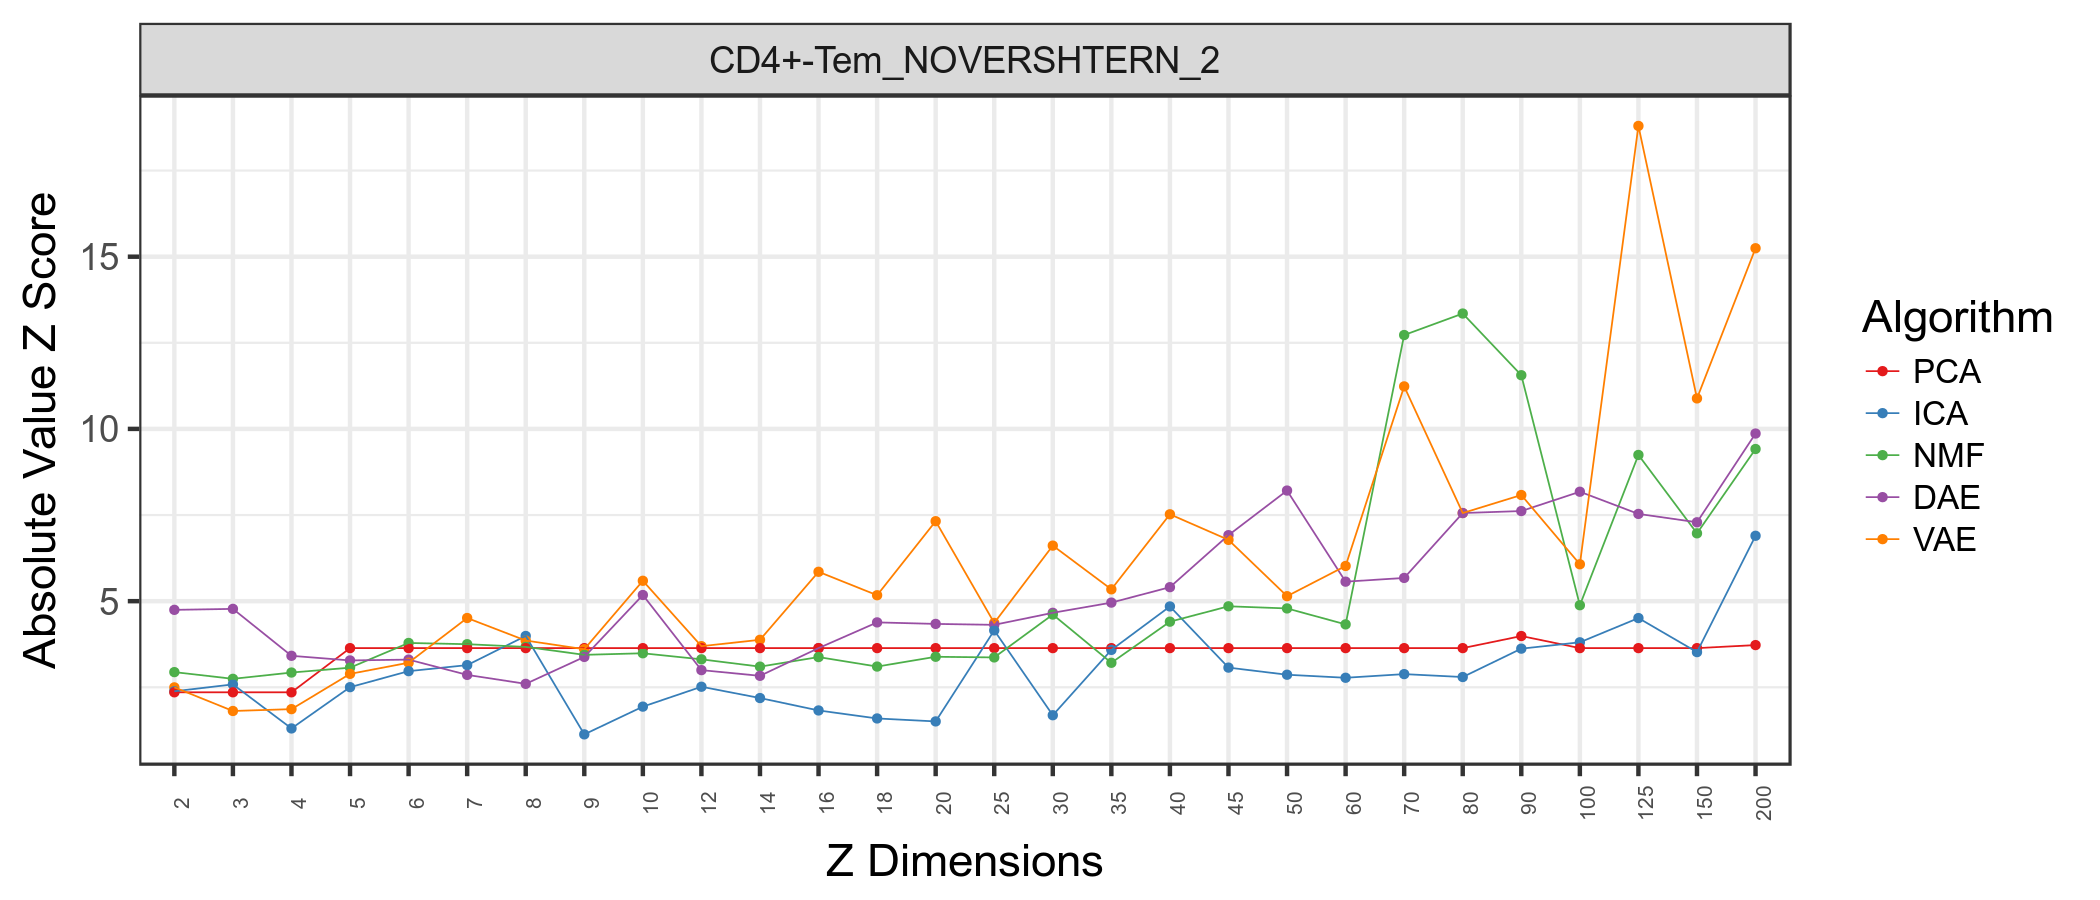 CD4+-Tem_NOVERSHTERN_2
Absolute Value Z Score
15
10
5
2 3 4 5 6 7 8 9 10 12 14 16 18 20 25 30 35 40 45 50 60 70 80 90 100 125 150 200
Z Dimensions
Algorithm
PCA
ICA
NMF
DAE
VAE